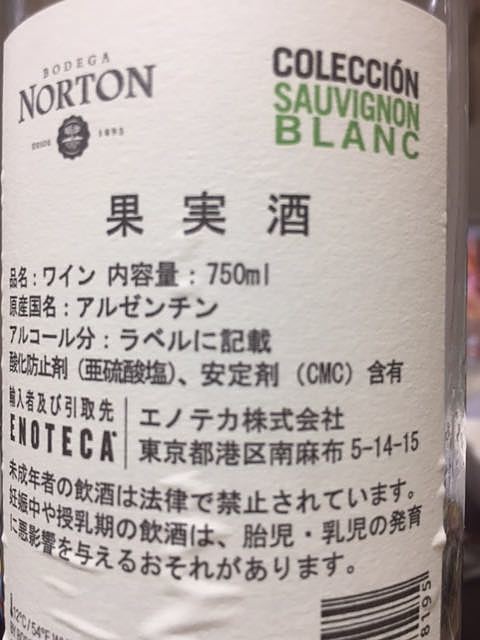 BODEGA
NORTON
DESDE 1895
COLECCIÓN
SAUVIGNON
BLANC
果実酒
品名：ワイン 内容量：750ml
原産国名：アルゼンチン
アルコール分：ラベルに記載
酸化防止剤（亜硫酸塩）、安定剤（CMC）含有
輸入者及び引取先
ENOTECA
エノテカ株式会社
東京都港区南麻布5-14-15
未成年者の飲酒は法律で禁止されています。
妊娠中や授乳期の飲酒は、胎児・乳児の発育
に悪影響を与えるおそれがあります。
12°C/54°F
8195